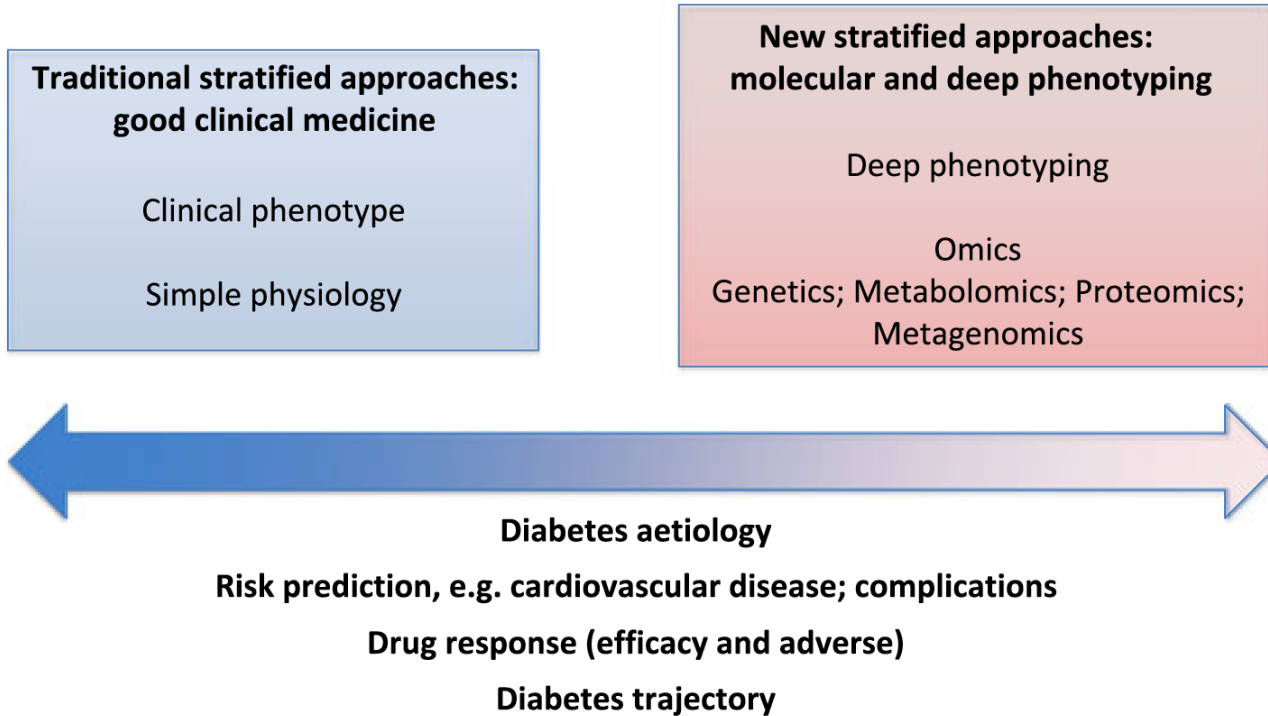 Traditional stratified approaches:
good clinical medicine
Clinical phenotype
Simple physiology
New stratified approaches:
molecular and deep phenotyping
Deep phenotyping
Omics
Genetics; Metabolomics; Proteomics;
Metagenomics
Diabetes aetiology
Risk prediction, e.g. cardiovascular disease; complications
Drug response (efficacy and adverse)
Diabetes trajectory